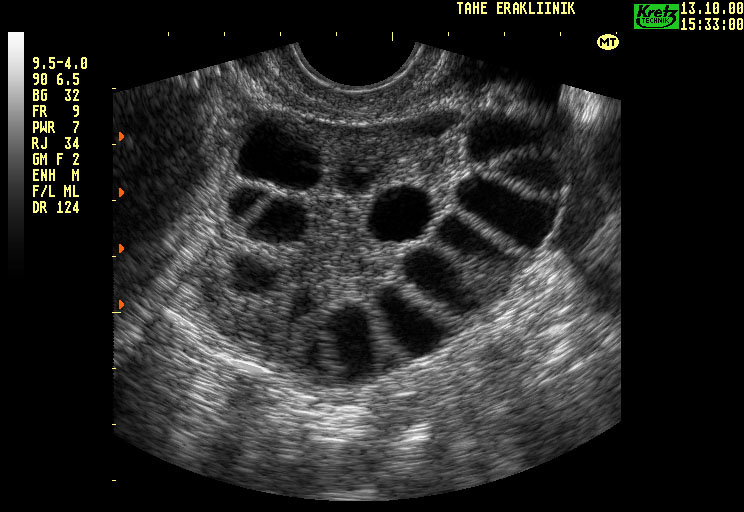 TAHE ERAKLIINIK
Kretz
TECHNIK
13.10.00
15:33:00
MT
9.5-4.0
90 6.5
BG 32
FR 9
PWR 7
RJ 34
GM F 2
ENH M
F/L ML
DR 124